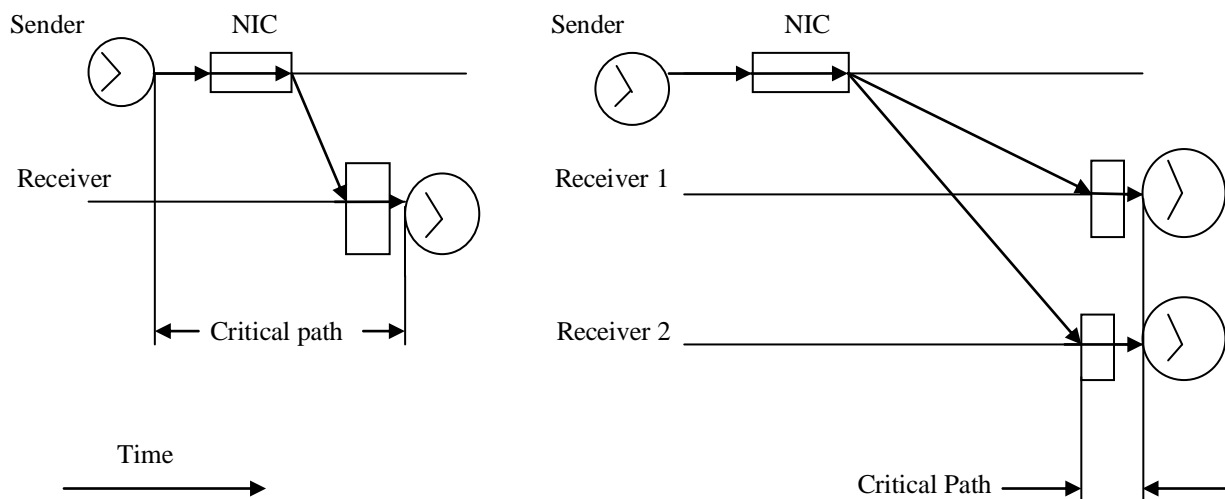 Sender
NIC
Receiver
Critical path
Time
Sender
NIC
Receiver 1
Receiver 2
Critical Path